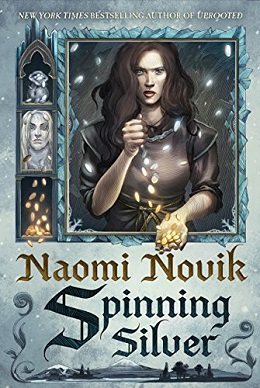 NEW YORK TIMES BESTSELLING AUTHOR OF UPROOTED
Naomi Novik
Spinning
Silver